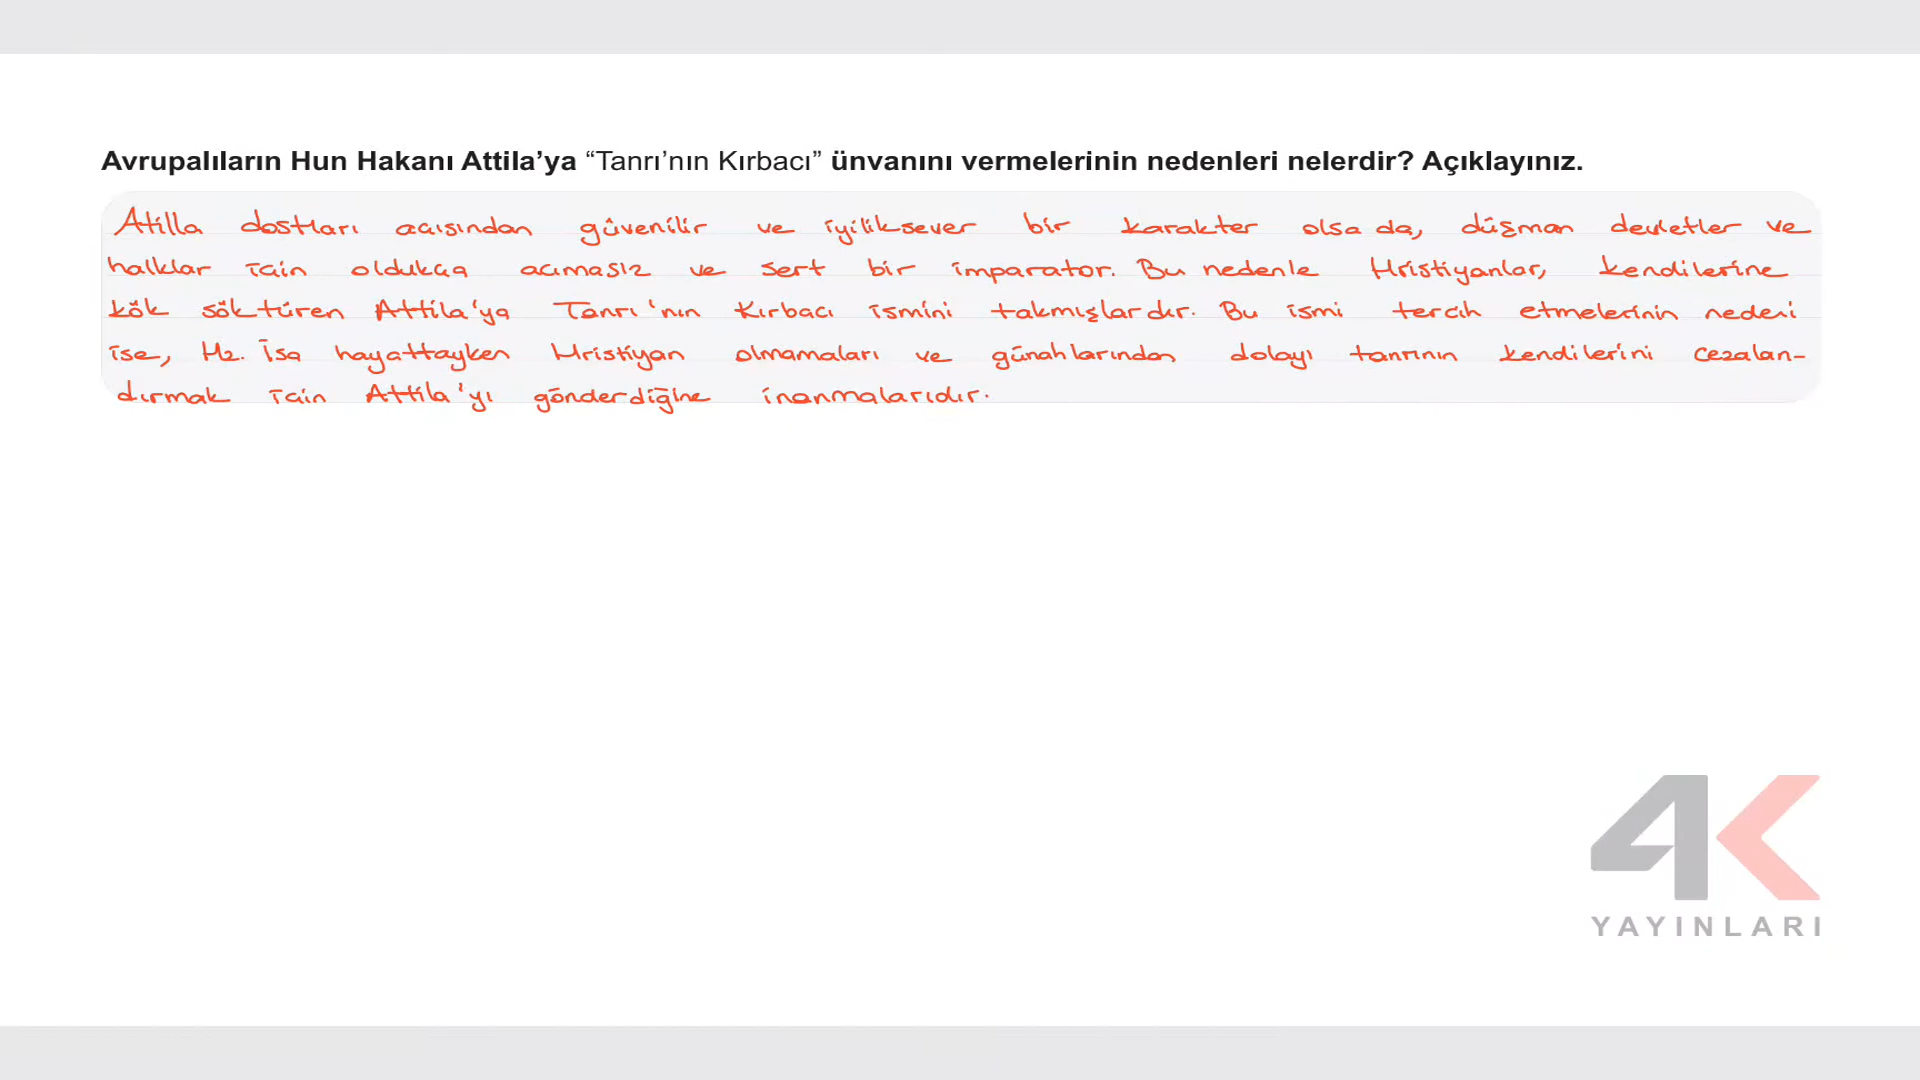 Avrupalıların Hun Hakanı Attila’ya “Tanrı’nın Kırbacı” ünvanını vermelerinin nedenleri nelerdir? Açıklayınız.
Atilla dostları açısından güvenilir ve iyiliksever bir karakter olsa da, düşman devletler ve
halklar için oldukça acımasız ve sert bir imparator. Bu nedenle Hristiyanlar, kendilerine
kök söktüren Attila'ya Tanrı'nın Kırbacı ismini takmışlardır. Bu ismi tercih etmelerinin nedeni
ise, Hz. İsa hayattayken Hristiyan olmamaları ve günahlarından dolayı tanrının kendilerini cezalan-
dırmak için Attila'yı gönderdiğine inanmalarıdır.
4K
YAYINLARI